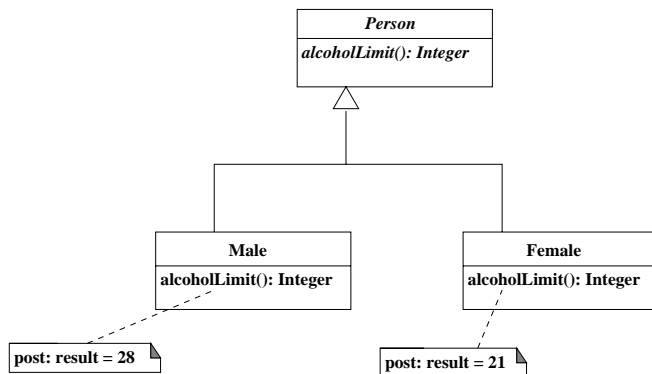 Person
alcoholLimit(): Integer
Male
alcoholLimit(): Integer
Female
alcoholLimit(): Integer
post: result = 28
post: result = 21